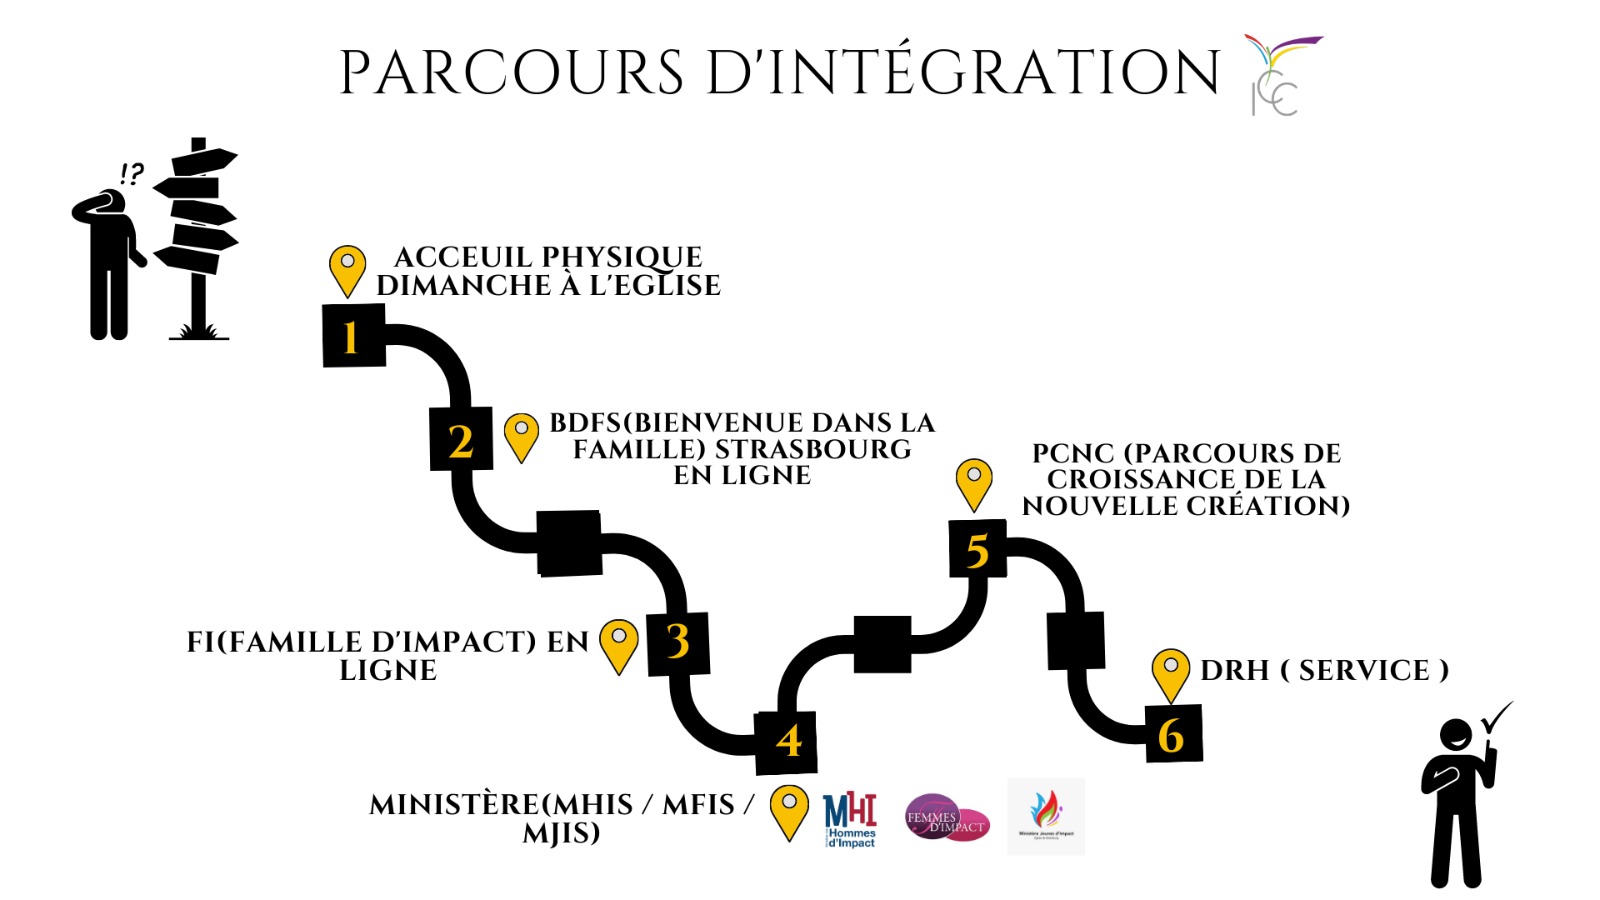 PARCOURS D'INTÉGRATION
ICC
!?
ACCEUIL PHYSIQUE
DIMANCHE À L'EGLISE
1
2
BDFS(BIENVENUE DANS LA
FAMILLE) STRASBOURG
EN LIGNE
PCNC (PARCOURS DE
CROISSANCE DE LA
NOUVELLE CRÉATION)
5
FI(FAMILLE D'IMPACT) EN
LIGNE
3
DRH ( SERVICE )
6
4
MINISTÈRE(MHIS / MFIS /
MJIS)
MHI
Hommes
d'Impact
FEMMES
D'IMPACT
Ministère Jeunes d'Impact